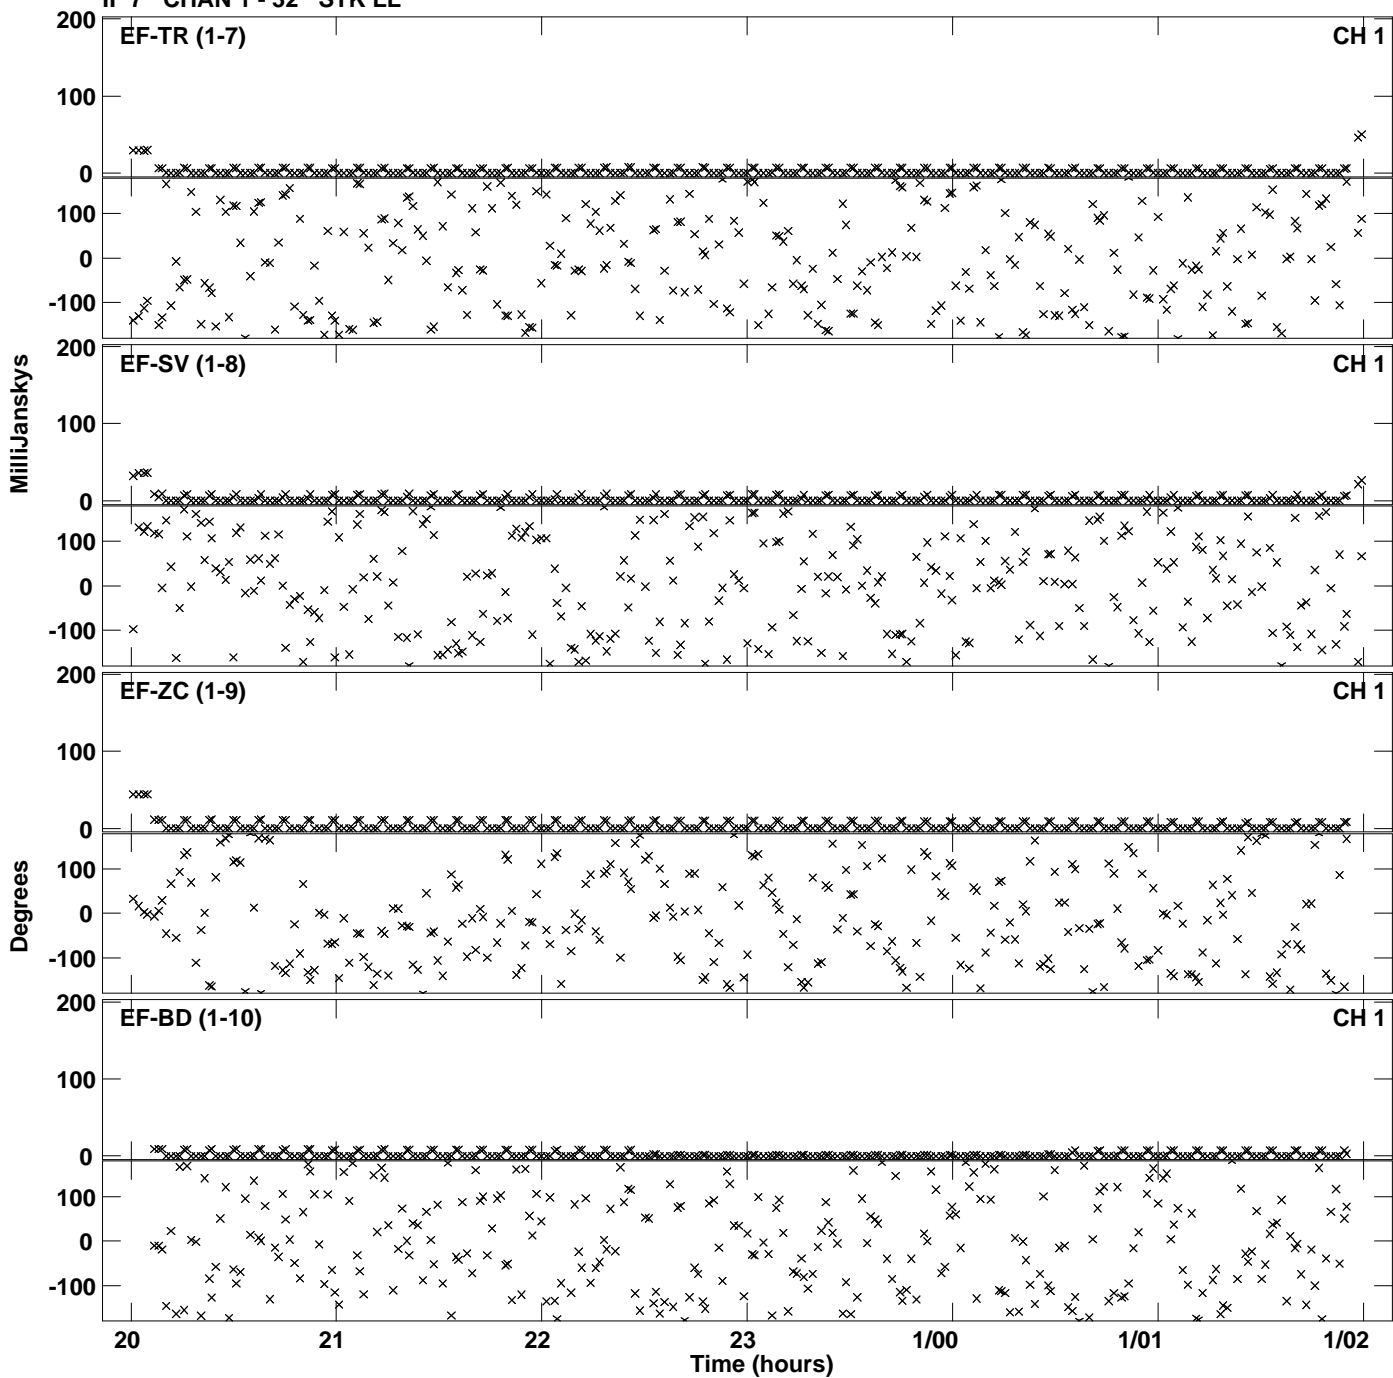 IF 7 CHAN 1 - 32 STK LL
200
EF-TR (1-7) CH 1
100
0
100
0
-100
200
EF-SV (1-8) CH 1
100
0
100
0
-100
MilliJanskys
200
EF-ZC (1-9) CH 1
100
0
100
0
-100
Degrees
200
EF-BD (1-10) CH 1
100
0
100
0
-100
20 21 22 23 1/00 1/01 1/02
Time (hours)